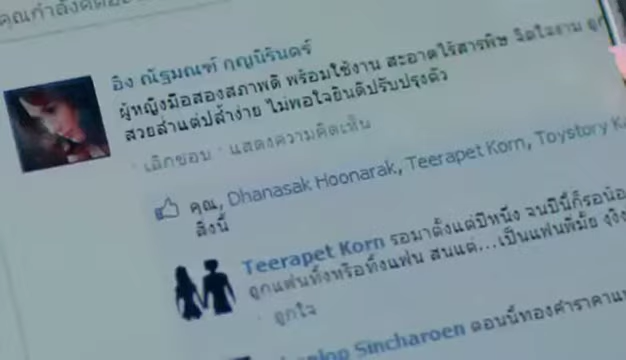 คุณกำลังคิดอะไร
อิง ณัฐมณฑ์ กุญนิรันดร์
ผู้หญิงมือสองสภาพดี พร้อมใช้งาน สะอาดไร้สารพิษ จิตใจงาม ถูก
สวยล่ำแต่ปล้ำง่าย ไม่พอใจยินดีปรับปรุงตัว
· เลิกชอบ · แสดงความคิดเห็น
คุณ, Dhanasak Hoonarak, Teerapet Korn, Toystory
สิ่งนี้
Teerapet Korn รอมาตั้งแต่ปีหนึ่ง จนปีนี้ก็รอน้อ
ถูกแฟนทิ้งหรือทิ้งแฟน สนแต่...เป็นแฟนพี่มั้ย งุงิ
· ถูกใจ
Sincharoen ตอนนี้ทองคำราคา